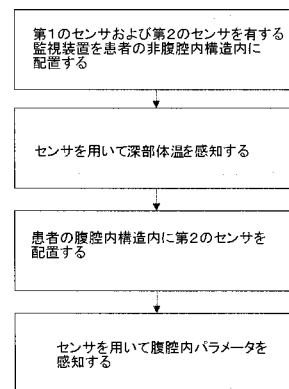 第1のセンサおよび第2のセンサを有する
監視装置を患者の非腹腔内構造内に
配置する
センサを用いて深部体温を感知する
患者の腹腔内構造内に第2のセンサを
配置する
センサを用いて腹腔内パラメータを
感知する